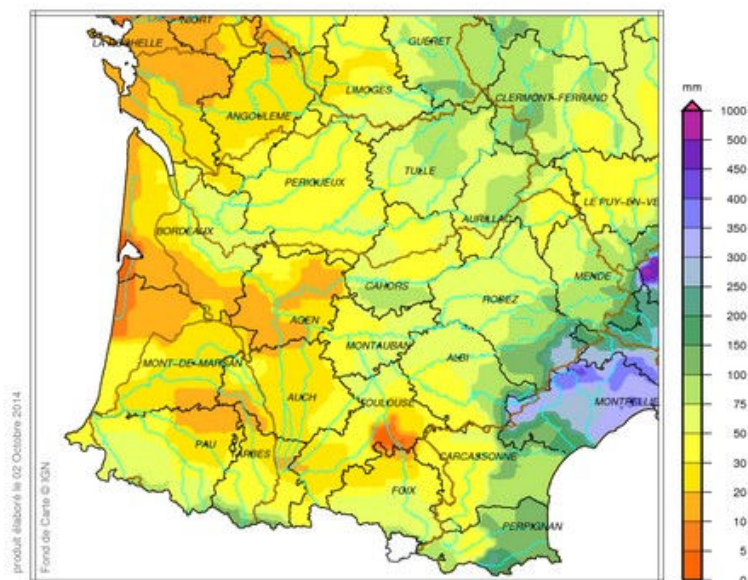 NIORT
LA ROCHELLE
GUERET
LIMOGES
CLERMONT-FERRAND
ANGOULEME
TULLE
PERIGUEUX
LE PUY-EN-VE
AURILLAC
BORDEAUX
CAHORS
MENDE
RODEZ
AGEN
MONTAUBAN
ALBI
MONT-DE-MARSAN
AUCH
TOULOUSE
MONTPELLIE
PAU
TARBES
CARCASSONNE
FOIX
PERPIGNAN
mm
1000
500
450
400
350
300
250
200
150
100
75
50
30
20
10
5
0
produit élaboré le 02 Octobre 2014
Fond de Carte © IGN